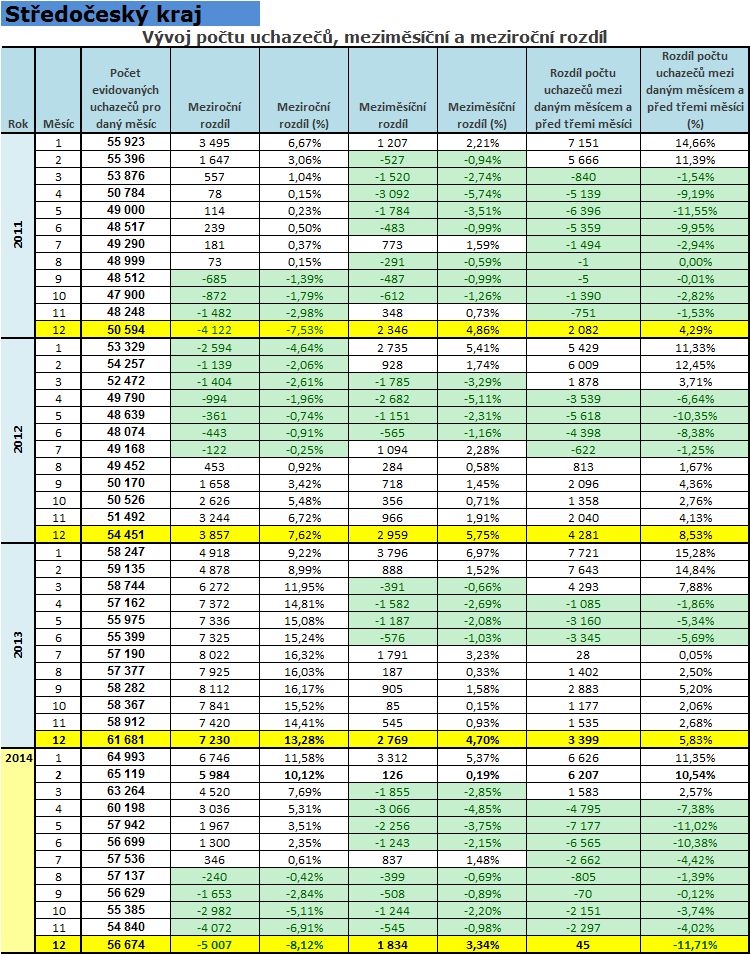 Středočeský kraj
Vývoj počtu uchazečů, meziměsíční a meziroční rozdíl
Rok Měsíc Počet evidovaných uchazečů pro daný měsíc Meziroční rozdíl Meziroční rozdíl (%) Meziměsíční rozdíl Meziměsíční rozdíl (%) Rozdíl počtu uchazečů mezi daným měsícem a před třemi měsíci Rozdíl počtu uchazečů mezi daným měsícem a před třemi měsíci (%)
2011
1 55 923 3 495 6,67% 1 207 2,21% 7 151 14,66%
2 55 396 1 647 3,06% -527 -0,94% 5 666 11,39%
3 53 876 557 1,04% -1 520 -2,74% -840 -1,54%
4 50 784 78 0,15% -3 092 -5,74% -5 139 -9,19%
5 49 000 114 0,23% -1 784 -3,51% -6 396 -11,55%
6 48 517 239 0,50% -483 -0,99% -5 359 -9,95%
7 49 290 181 0,37% 773 1,59% -1 494 -2,94%
8 48 999 73 0,15% -291 -0,59% -1 0,00%
9 48 512 -685 -1,39% -487 -0,99% -5 -0,01%
10 47 900 -872 -1,79% -612 -1,26% -1 390 -2,82%
11 48 248 -1 482 -2,98% 348 0,73% -751 -1,53%
12 50 594 -4 122 -7,53% 2 346 4,86% 2 082 4,29%
2012
1 53 329 -2 594 -4,64% 2 735 5,41% 5 429 11,33%
2 54 257 -1 139 -2,06% 928 1,74% 6 009 12,45%
3 52 472 -1 404 -2,61% -1 785 -3,29% 1 878 3,71%
4 49 790 -994 -1,96% -2 682 -5,11% -3 539 -6,64%
5 48 639 -361 -0,74% -1 151 -2,31% -5 618 -10,35%
6 48 074 -443 -0,91% -565 -1,16% -4 398 -8,38%
7 49 168 -122 -0,25% 1 094 2,28% -622 -1,25%
8 49 452 453 0,92% 284 0,58% 813 1,67%
9 50 170 1 658 3,42% 718 1,45% 2 096 4,36%
10 50 526 2 626 5,48% 356 0,71% 1 358 2,76%
11 51 492 3 244 6,72% 966 1,91% 2 040 4,13%
12 54 451 3 857 7,62% 2 959 5,75% 4 281 8,53%
2013
1 58 247 4 918 9,22% 3 796 6,97% 7 721 15,28%
2 59 135 4 878 8,99% 888 1,52% 7 643 14,84%
3 58 744 6 272 11,95% -391 -0,66% 4 293 7,88%
4 57 162 7 372 14,81% -1 582 -2,69% -1 085 -1,86%
5 55 975 7 336 15,08% -1 187 -2,08% -3 160 -5,34%
6 55 399 7 325 15,24% -576 -1,03% -3 345 -5,69%
7 57 190 8 022 16,32% 1 791 3,23% 28 0,05%
8 57 377 7 925 16,03% 187 0,33% 1 402 2,50%
9 58 282 8 112 16,17% 905 1,58% 2 883 5,20%
10 58 367 7 841 15,52% 85 0,15% 1 177 2,06%
11 58 912 7 420 14,41% 545 0,93% 1 535 2,68%
12 61 681 7 230 13,28% 2 769 4,70% 3 399 5,83%
2014
1 64 993 6 746 11,58% 3 312 5,37% 6 626 11,35%
2 65 119 5 984 10,12% 126 0,19% 6 207 10,54%
3 63 264 4 520 7,69% -1 855 -2,85% 1 583 2,57%
4 60 198 3 036 5,31% -3 066 -4,85% -4 795 -7,38%
5 57 942 1 967 3,51% -2 256 -3,75% -7 177 -11,02%
6 56 699 1 300 2,35% -1 243 -2,15% -6 565 -10,38%
7 57 536 346 0,61% 837 1,48% -2 662 -4,42%
8 57 137 -240 -0,42% -399 -0,69% -805 -1,39%
9 56 629 -1 653 -2,84% -508 -0,89% -70 -0,12%
10 55 385 -2 982 -5,11% -1 244 -2,20% -2 151 -3,74%
11 54 840 -4 072 -6,91% -545 -0,98% -2 297 -4,02%
12 56 674 -5 007 -8,12% 1 834 3,34% 45 -11,71%